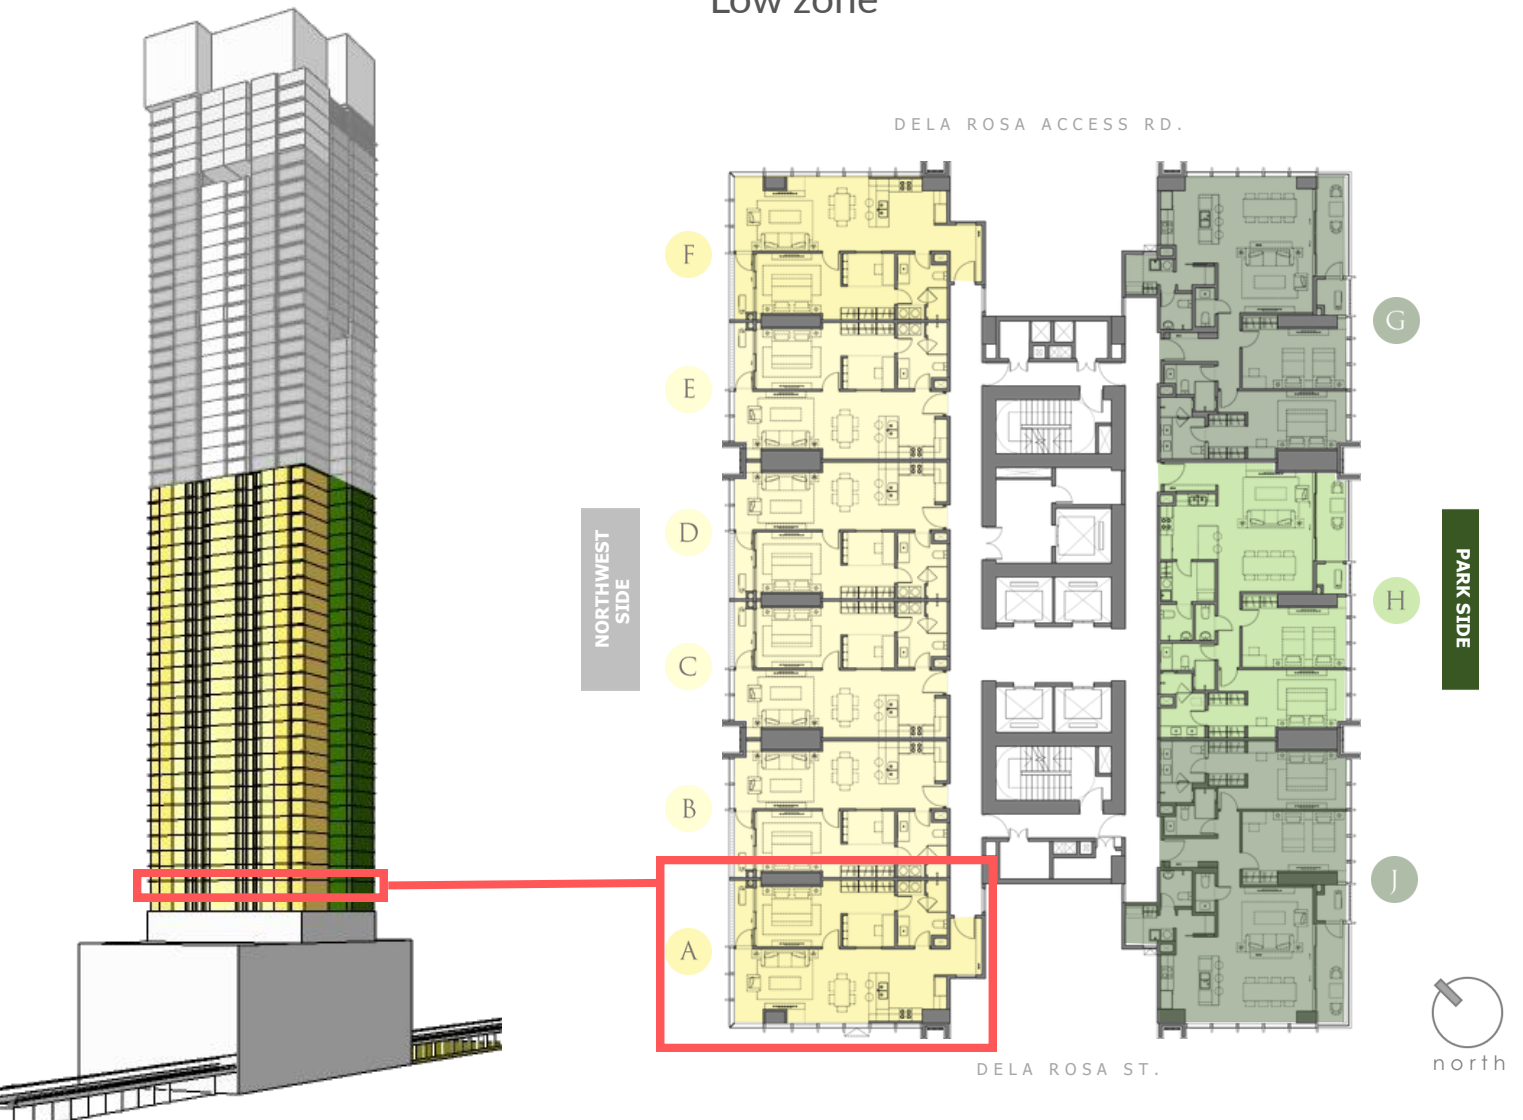 Low zone
DELA ROSA ACCESS RD.
F
G
E
NORTHWEST
SIDE
D
PARK SIDE
H
C
B
J
A
north
DELA ROSA ST.